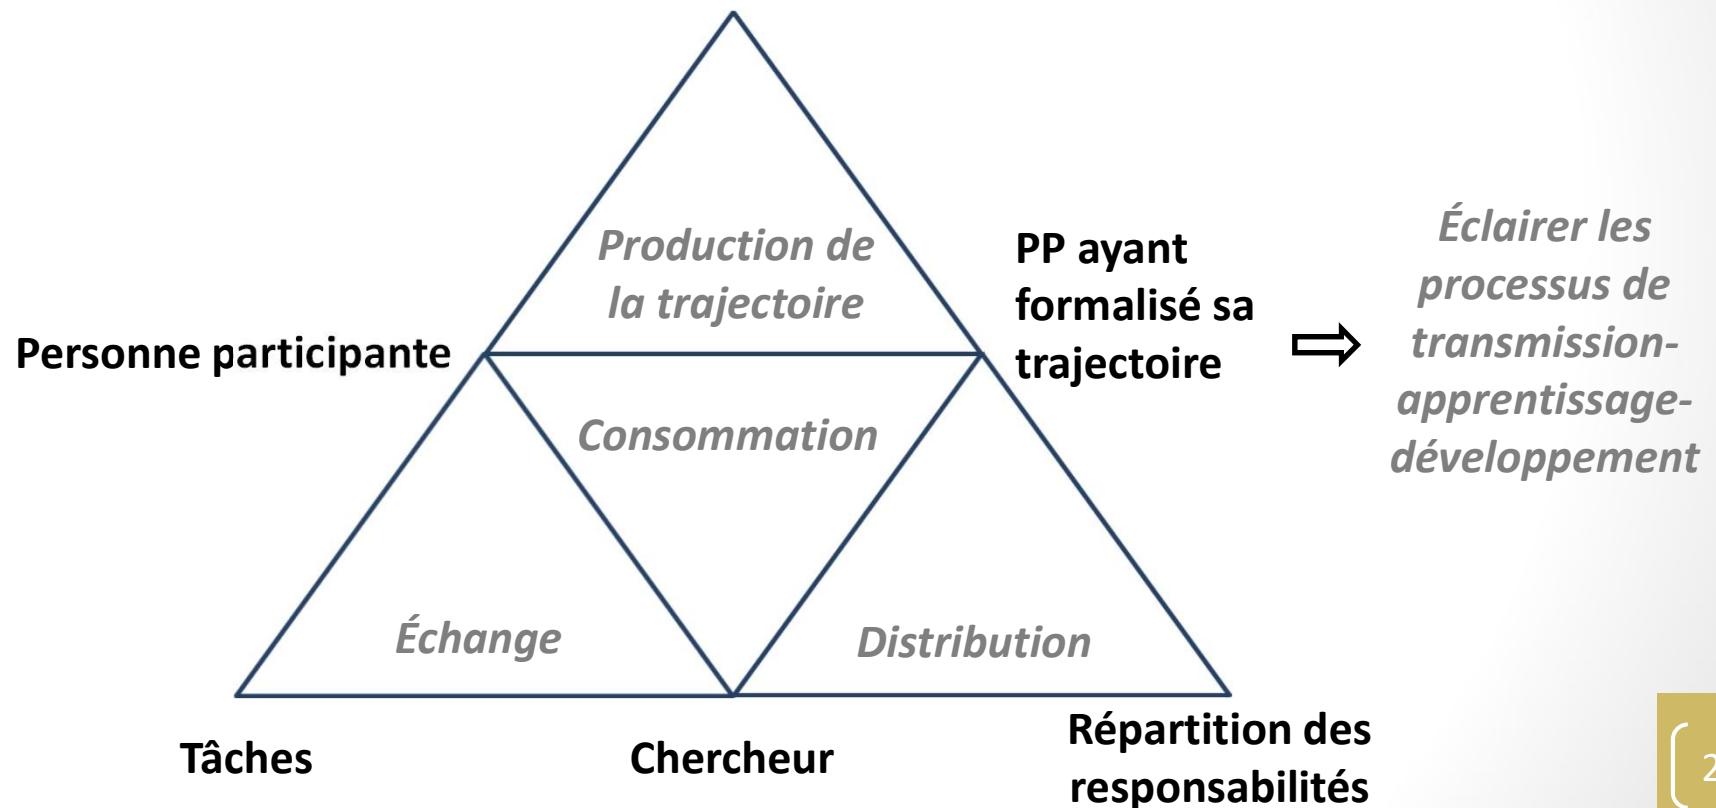 Production de
la trajectoire
Personne participante
PP ayant
formalisé sa
trajectoire
Éclairer les
processus de
transmission-
apprentissage-
développement
Consommation
Échange
Distribution
Tâches
Chercheur
Répartition des
responsabilités
2